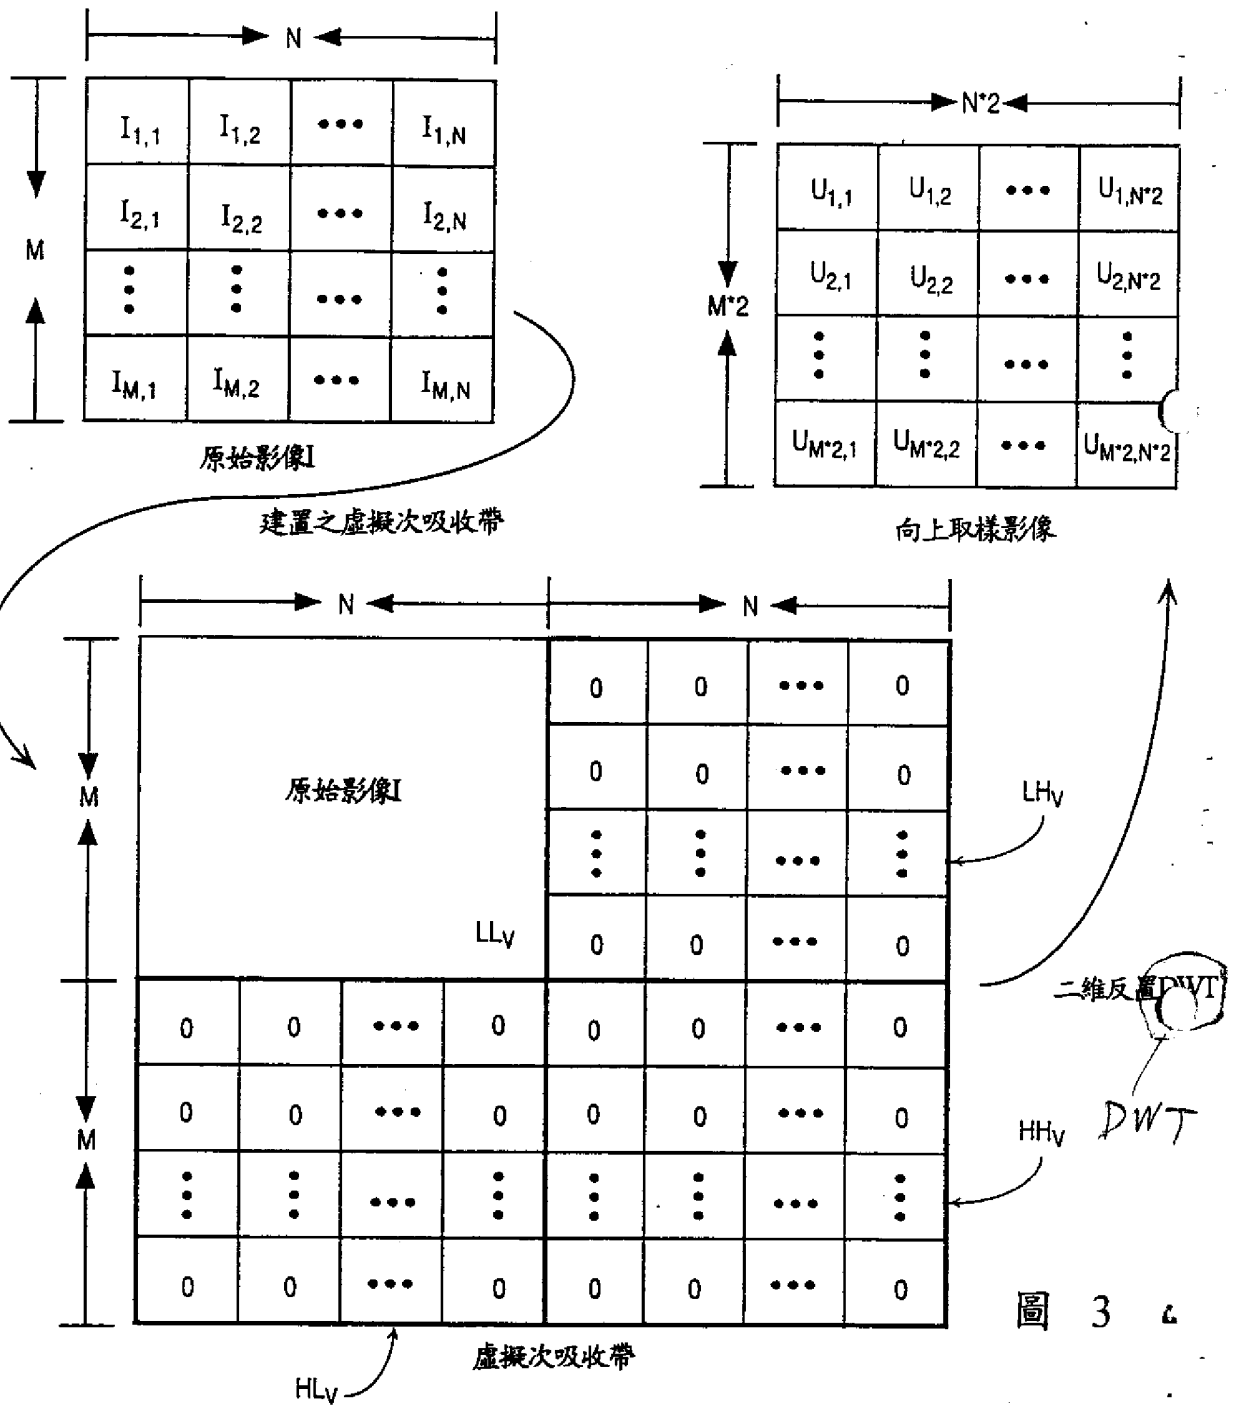 N
I1,1 I1,2 ••• I1,N
I2,1 I2,2 ••• I2,N
M
•••
IM,1 IM,2 ••• IM,N
原始影像I
N*2
U1,1 U1,2 ••• U1,N*2
U2,1 U2,2 ••• U2,N*2
M*2
•••
UM*2,1 UM*2,2 ••• UM*2,N*2
向上取樣影像
建置之虛擬次吸收帶
N N
0 0 ••• 0
0 0 ••• 0
M
原始影像I
LHV
•••
LLV
0 0 ••• 0
二維反置DWT
DWT
0 0 ••• 0 0 0 ••• 0
0 0 ••• 0 0 0 ••• 0
M
HHV
••• •••
0 0 ••• 0 0 0 ••• 0
虛擬次吸收帶
HLV
圖 3